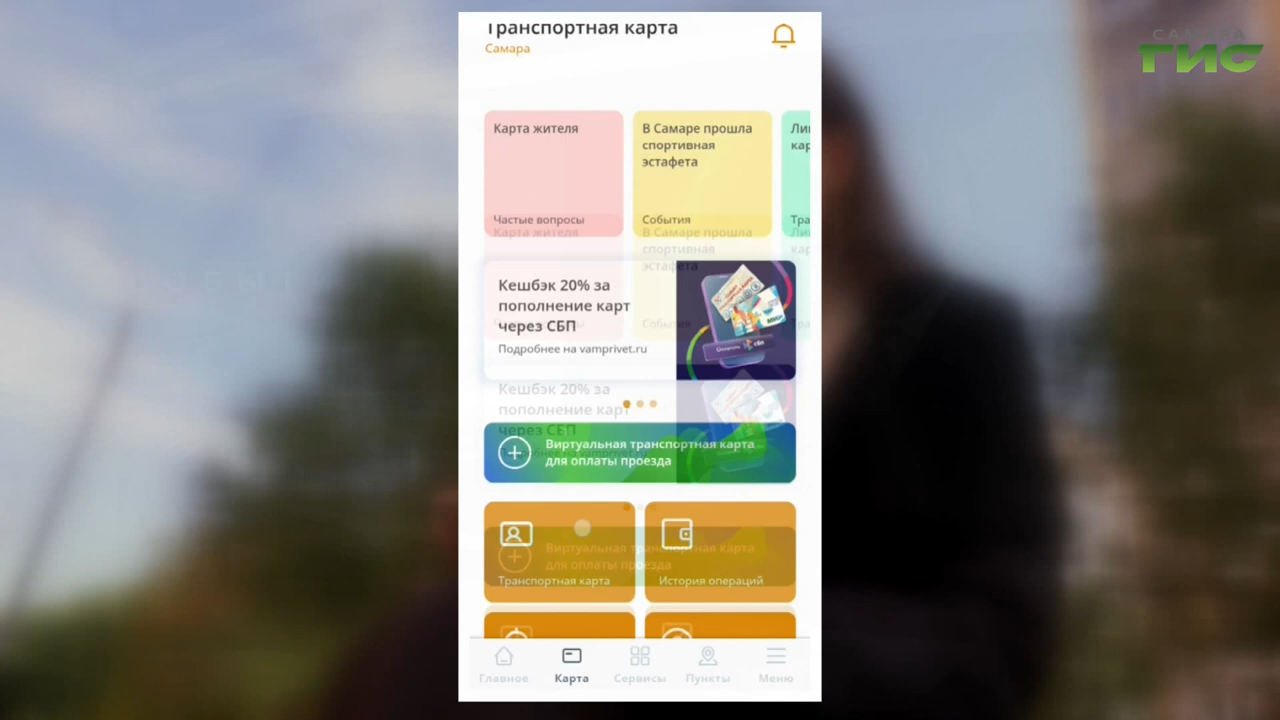 Транспортная карта
Самара
САМАРА
ГИС
Карта жителя
Частые вопросы
В Самаре прошла
спортивная
эстафета
События
Кешбэк 20% за
пополнение карт
через СБП
Подробнее на vamprivet.ru
Виртуальная транспортная карта
для оплаты проезда
Транспортная карта
История операций
Главное
Карта
Сервисы
Пункты
Меню